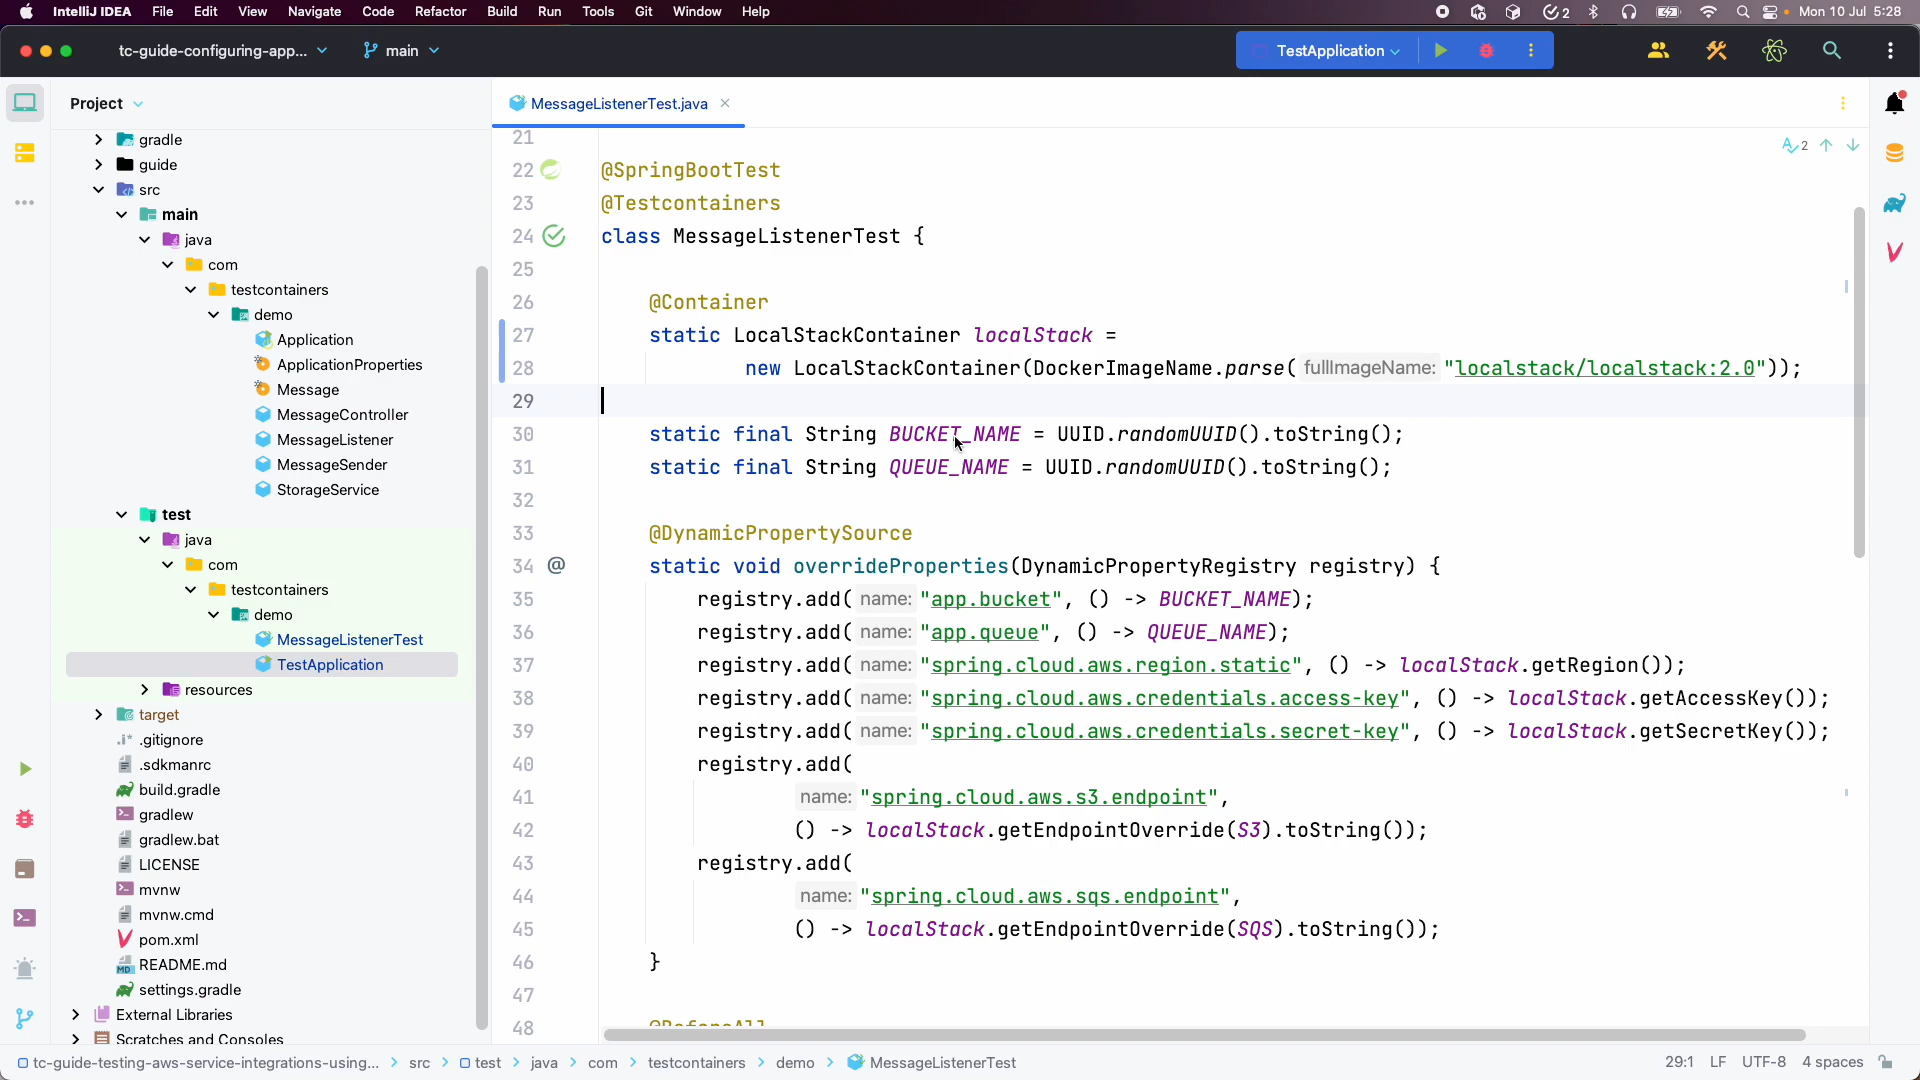 IntelliJ IDEA File Edit View Navigate Code Refactor Build Run Tools Git Window Help 2 Mon 10 Jul 5:28
tc-guide-configuring-app... main TestApplication
Project
gradle
guide
src
main
java
com
testcontainers
demo
Application
ApplicationProperties
Message
MessageController
MessageListener
MessageSender
StorageService
test
java
com
testcontainers
demo
MessageListenerTest
TestApplication
resources
target
.gitignore
.sdkmanrc
build.gradle
gradlew
gradlew.bat
LICENSE
mvnw
mvnw.cmd
pom.xml
README.md
settings.gradle
External Libraries
Scratches and Consoles
MessageListenerTest.java
2
21
22 @SpringBootTest
23 @Testcontainers
24 class MessageListenerTest {
25
26 @Container
27 static LocalStackContainer localStack =
28 new LocalStackContainer(DockerImageName.parse( fullImageName: "localstack/localstack:2.0"));
29
30 static final String BUCKET_NAME = UUID.randomUUID().toString();
31 static final String QUEUE_NAME = UUID.randomUUID().toString();
32
33 @DynamicPropertySource
34 static void overrideProperties(DynamicPropertyRegistry registry) {
35 registry.add( name: "app.bucket", () -> BUCKET_NAME);
36 registry.add( name: "app.queue", () -> QUEUE_NAME);
37 registry.add( name: "spring.cloud.aws.region.static", () -> localStack.getRegion());
38 registry.add( name: "spring.cloud.aws.credentials.access-key", () -> localStack.getAccessKey());
39 registry.add( name: "spring.cloud.aws.credentials.secret-key", () -> localStack.getSecretKey());
40 registry.add(
41 name: "spring.cloud.aws.s3.endpoint",
42 () -> localStack.getEndpointOverride(S3).toString());
43 registry.add(
44 name: "spring.cloud.aws.sqs.endpoint",
45 () -> localStack.getEndpointOverride(SQS).toString());
46 }
47
48 @BeforeAll
tc-guide-testing-aws-service-integrations-using... src test java com testcontainers demo MessageListenerTest 29:1 LF UTF-8 4 spaces